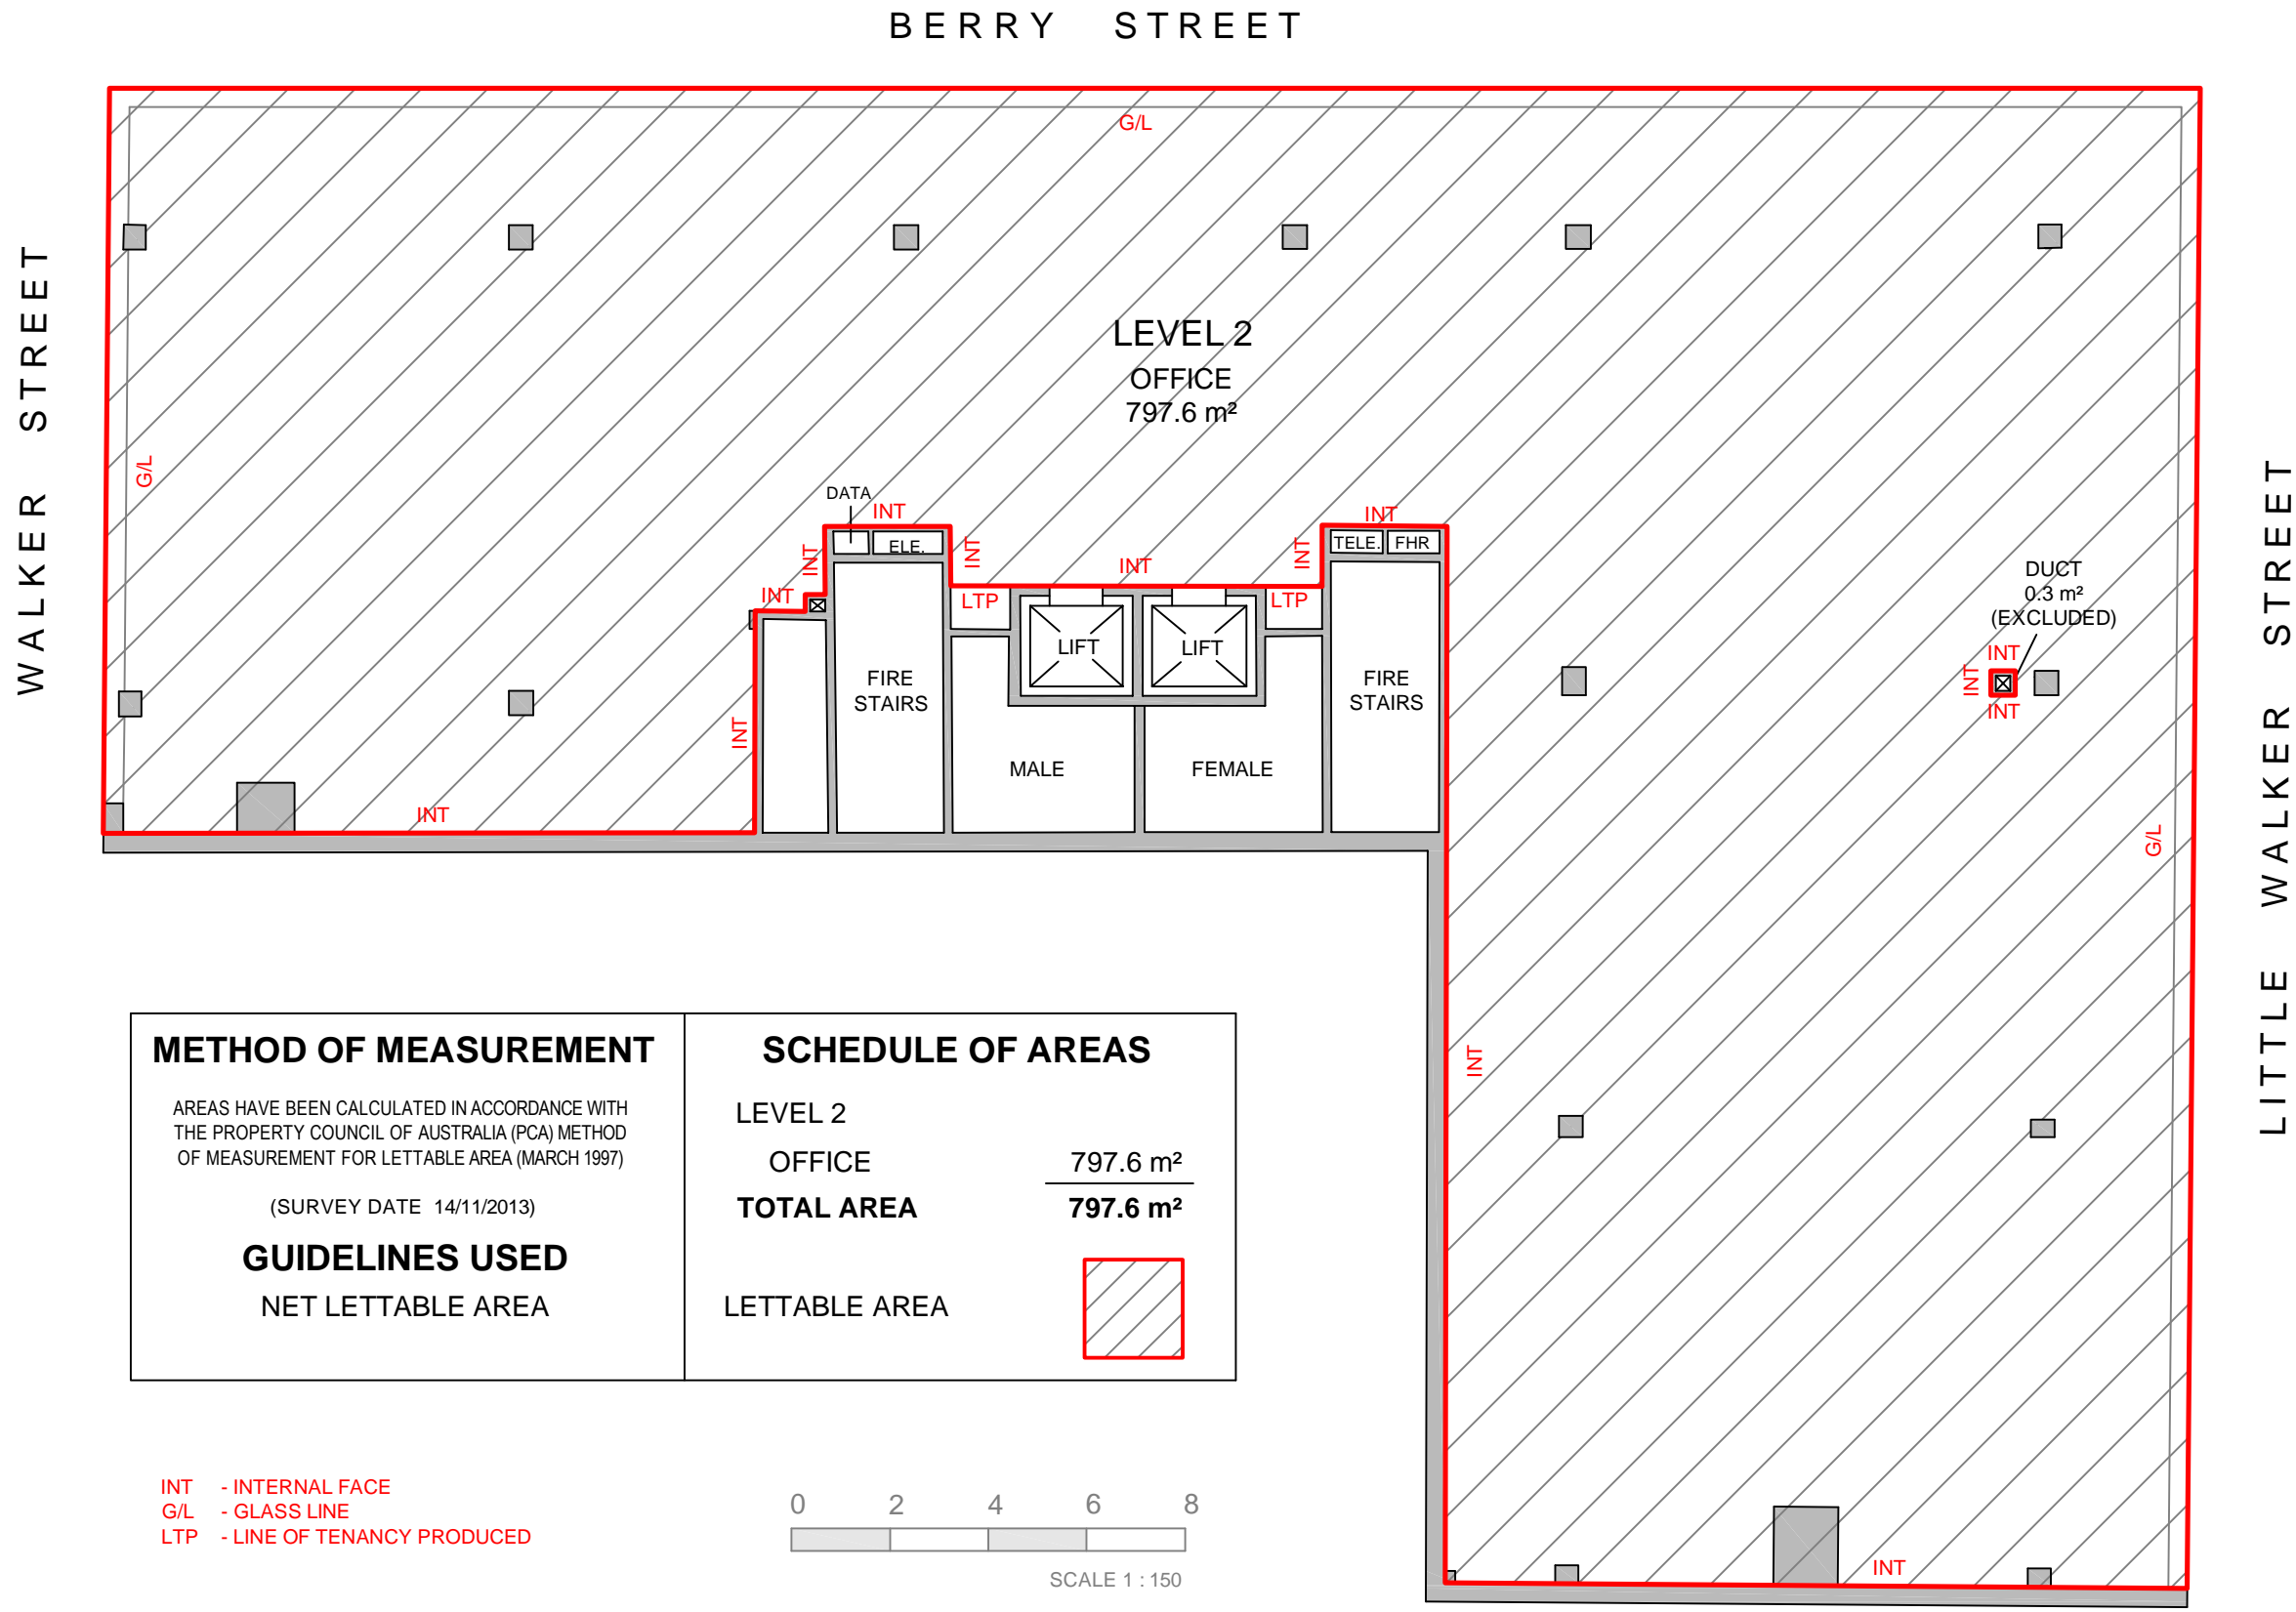 BERRY STREET
WALKER STREET
LITTLE WALKER STREET
G/L
G/L
G/L
LEVEL 2
OFFICE
797.6 m²
DATA
INT
INT
ELE.
INT
INT
INT
INT
INT
TELE.
FHR
INT
LTP
LTP
LIFT
LIFT
FIRE
STAIRS
FIRE
STAIRS
MALE
FEMALE
INT
INT
DUCT
0.3 m²
(EXCLUDED)
INT
INT
INT
INT
INT
METHOD OF MEASUREMENT
AREAS HAVE BEEN CALCULATED IN ACCORDANCE WITH
THE PROPERTY COUNCIL OF AUSTRALIA (PCA) METHOD
OF MEASUREMENT FOR LETTABLE AREA (MARCH 1997)
(SURVEY DATE 14/11/2013)
GUIDELINES USED
NET LETTABLE AREA
SCHEDULE OF AREAS
LEVEL 2
OFFICE 797.6 m²
TOTAL AREA 797.6 m²
LETTABLE AREA
INT - INTERNAL FACE
G/L - GLASS LINE
LTP - LINE OF TENANCY PRODUCED
0 2 4 6 8
SCALE 1 : 150